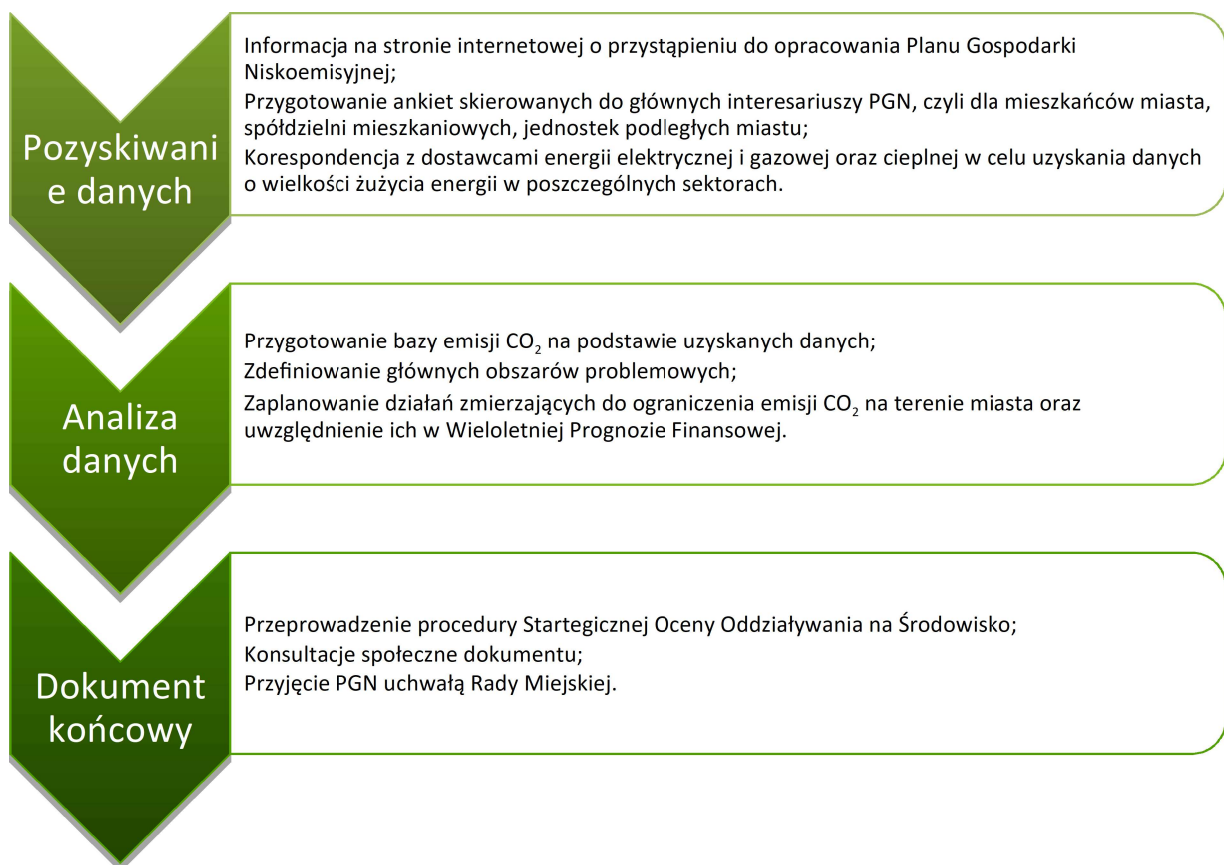 Pozyskiwani
e danych
Informacja na stronie internetowej o przystąpieniu do opracowania Planu Gospodarki
Niskoemisyjnej;
Przygotowanie ankiet skierowanych do głównych interesariuszy PGN, czyli dla mieszkańców miasta,
spółdzielni mieszkaniowych, jednostek podległych miastu;
Korespondencja z dostawcami energii elektrycznej i gazowej oraz cieplnej w celu uzyskania danych
o wielkości żużycia energii w poszczególnych sektorach.
Analiza
danych
Przygotowanie bazy emisji CO₂ na podstawie uzyskanych danych;
Zdefiniowanie głównych obszarów problemowych;
Zaplanowanie działań zmierzających do ograniczenia emisji CO₂ na terenie miasta oraz
uwzględnienie ich w Wieloletniej Prognozie Finansowej.
Dokument
końcowy
Przeprowadzenie procedury Startegicznej Oceny Oddziaływania na Środowisko;
Konsultacje społeczne dokumentu;
Przyjęcie PGN uchwałą Rady Miejskiej.